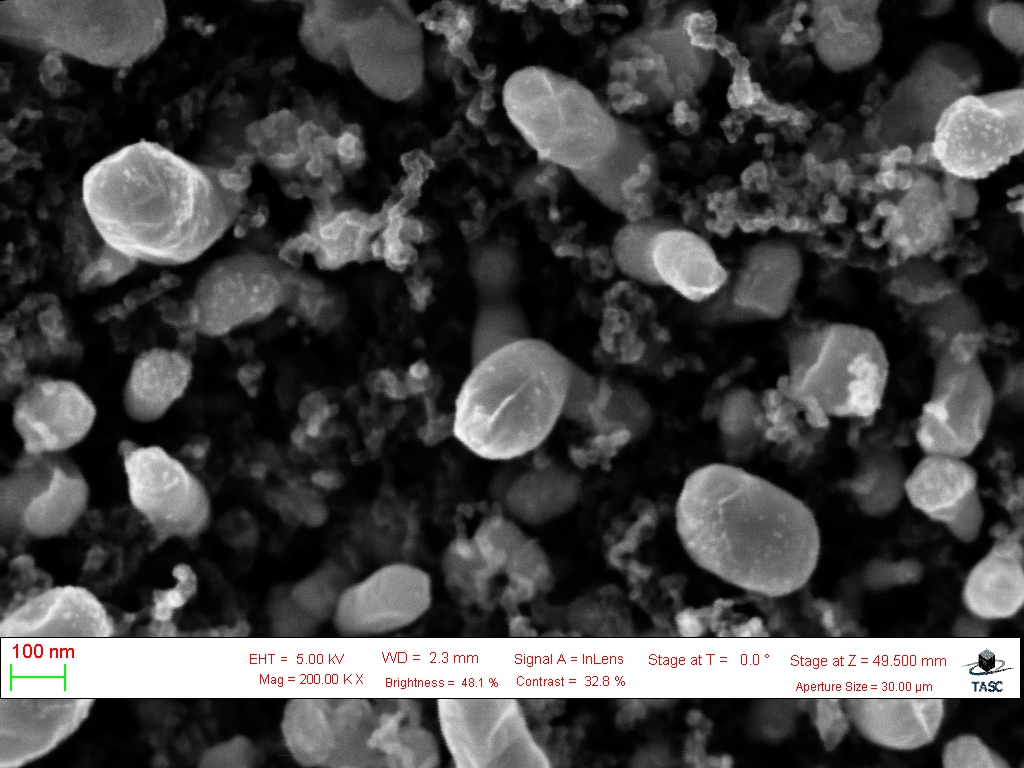 100 nm
EHT = 5.00 kV WD = 2.3 mm Signal A = InLens Stage at T = 0.0 ° Stage at Z = 49.500 mm
Mag = 200.00 K X Brightness = 48.1 % Contrast = 32.8 % Aperture Size = 30.00 µm
TASC